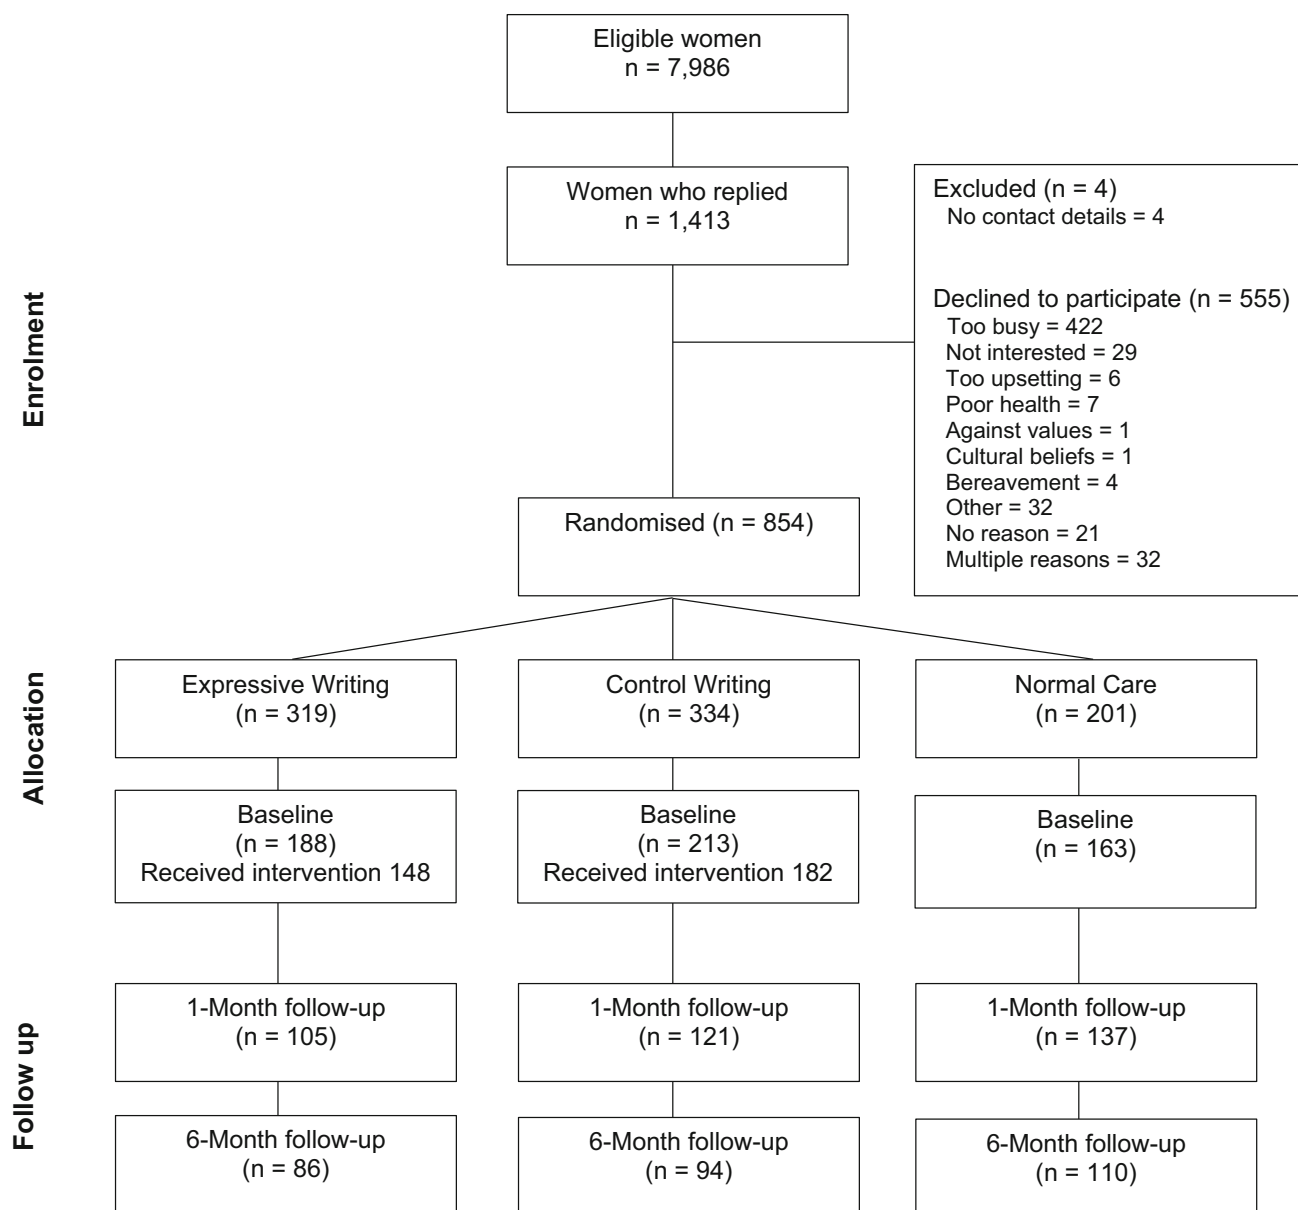 Eligible women
n = 7,986
Women who replied
n = 1,413
Excluded (n = 4)
No contact details = 4
Declined to participate (n = 555)
Too busy = 422
Not interested = 29
Too upsetting = 6
Poor health = 7
Against values = 1
Cultural beliefs = 1
Bereavement = 4
Other = 32
No reason = 21
Multiple reasons = 32
Enrolment
Randomised (n = 854)
Allocation
Expressive Writing
(n = 319)
Control Writing
(n = 334)
Normal Care
(n = 201)
Baseline
(n = 188)
Received intervention 148
Baseline
(n = 213)
Received intervention 182
Baseline
(n = 163)
Follow up
1-Month follow-up
(n = 105)
1-Month follow-up
(n = 121)
1-Month follow-up
(n = 137)
6-Month follow-up
(n = 86)
6-Month follow-up
(n = 94)
6-Month follow-up
(n = 110)